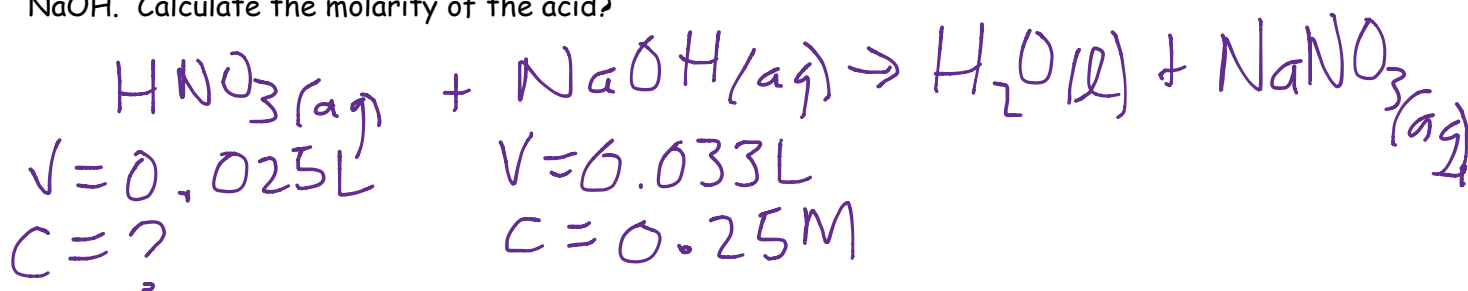 NaOH. Calculate the molarity of the acid?
HNO3(aq) + NaOH(aq) → H2O(l) + NaNO3(aq)
V=0.025L V=0.033L
C=? C=0.25M